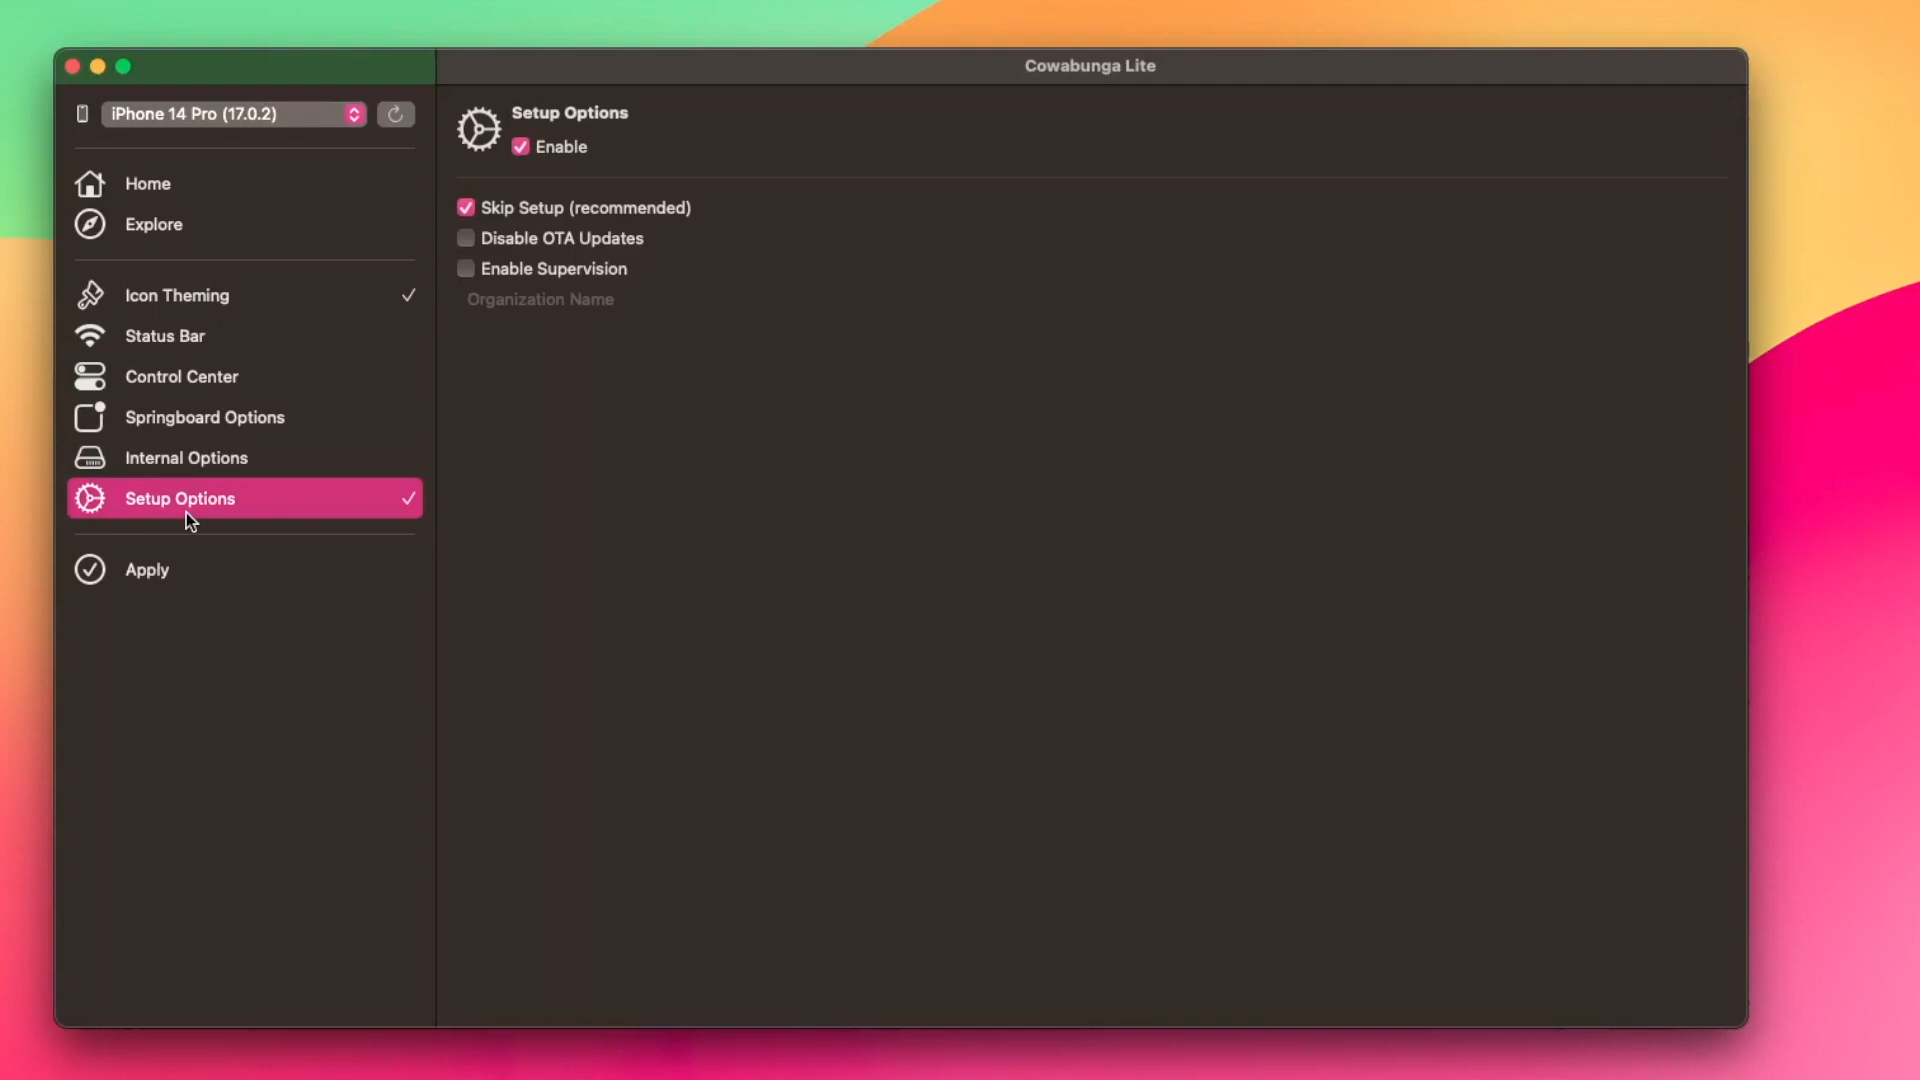 Cowabunga Lite
iPhone 14 Pro (17.0.2)
Home
Explore
Icon Theming
Status Bar
Control Center
Springboard Options
Internal Options
Setup Options
Apply
Setup Options
Enable
Skip Setup (recommended)
Disable OTA Updates
Enable Supervision
Organization Name